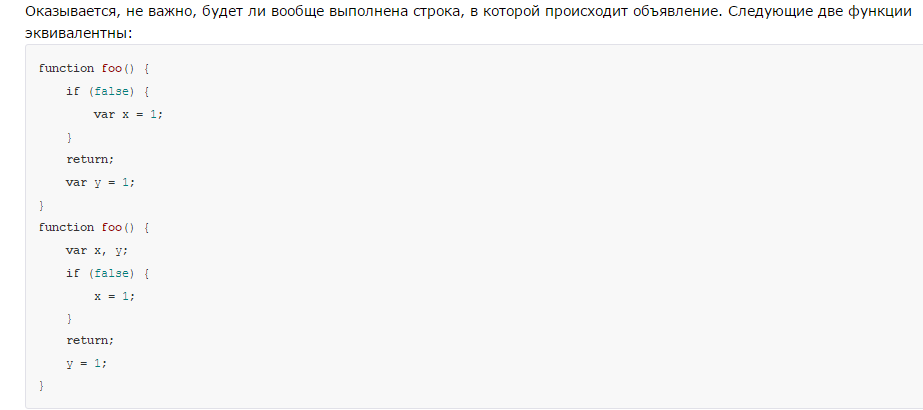 Оказывается, не важно, будет ли вообще выполнена строка, в которой происходит объявление. Следующие две функции
эквивалентны:
function foo() {
    if (false) {
        var x = 1;
    }
    return;
    var y = 1;
}
function foo() {
    var x, y;
    if (false) {
        x = 1;
    }
    return;
    y = 1;
}